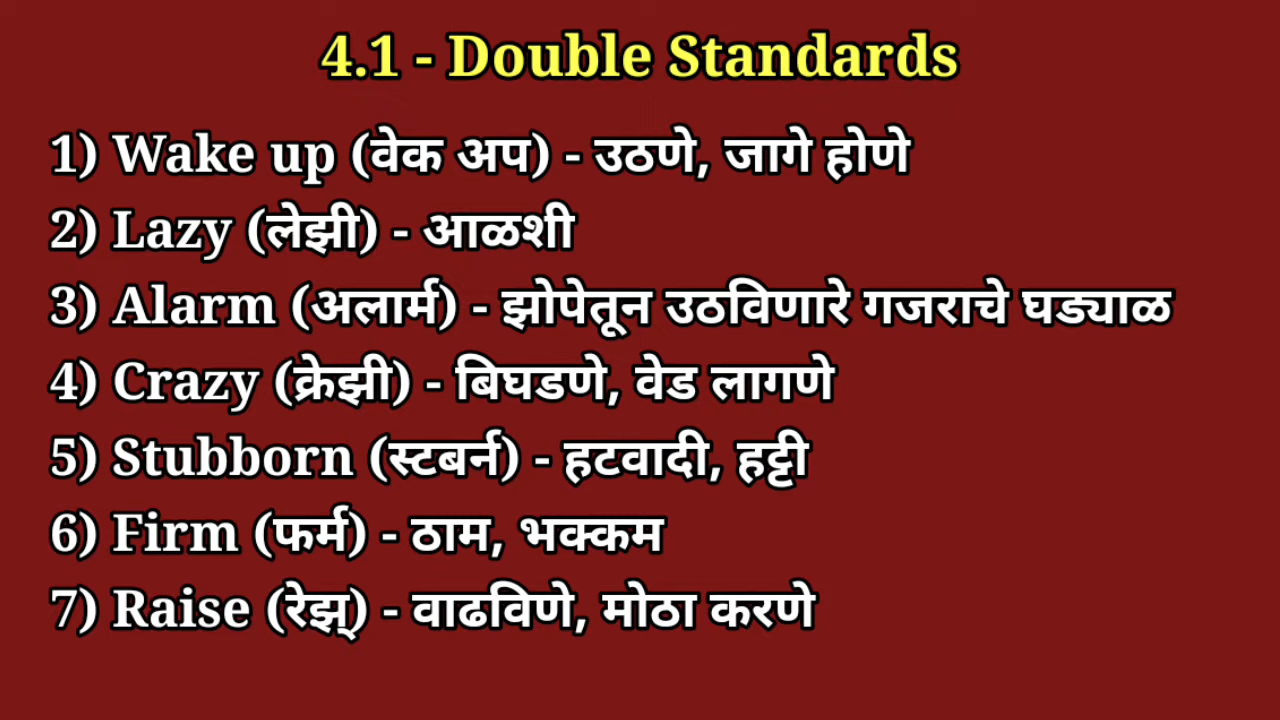 4.1 - Double Standards
1) Wake up (वेक अप) - उठणे, जागे होणे
2) Lazy (लेझी) - आळशी
3) Alarm (अलार्म) - झोपेतून उठविणारे गजराचे घड्याळ
4) Crazy (क्रेझी) - बिघडणे, वेड लागणे
5) Stubborn (स्टबर्न) - हटवादी, हट्टी
6) Firm (फर्म) - ठाम, भक्कम
7) Raise (रेझ्) - वाढविणे, मोठा करणे